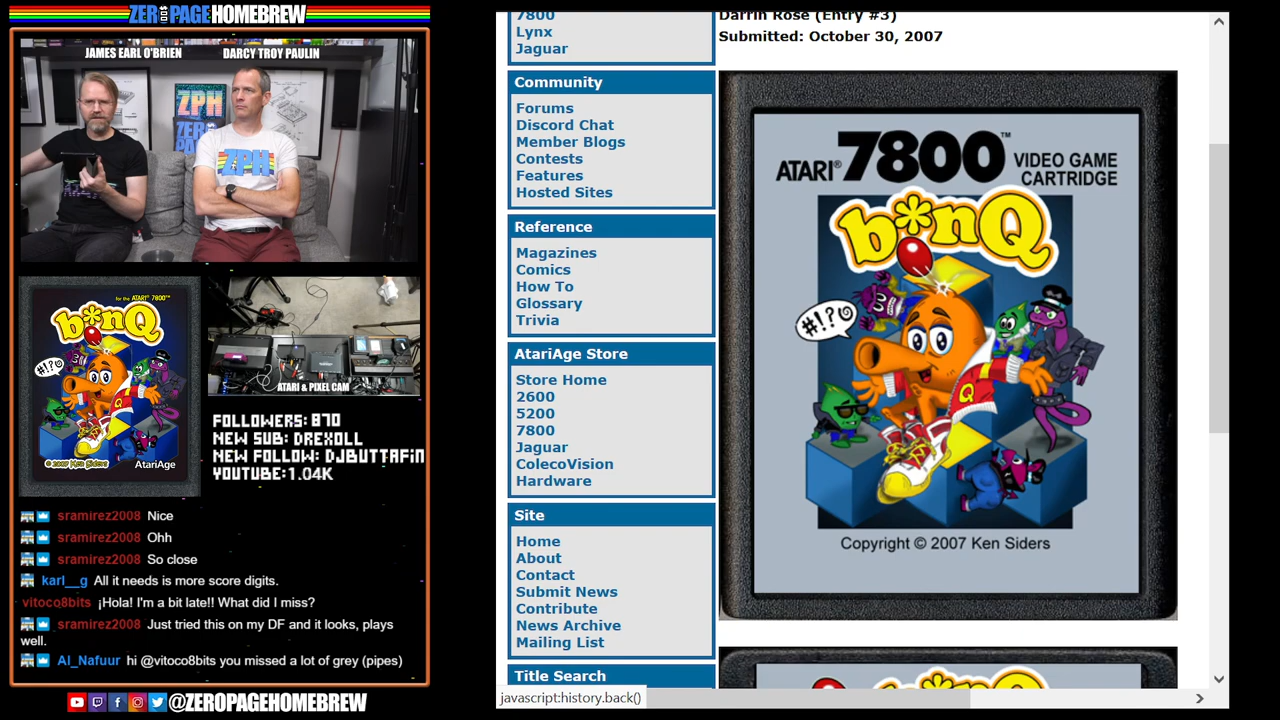 ZERO PAGE HOMEBREW
JAMES EARL O'BRIEN
DARCY TROY PAULIN
ZPH
ZPH
for the ATARI 7800™
b*nQ
#!?@
© 2007 Ken Siders
AtariAge
ATARI & PIXEL CAM
FOLLOWERS: 870
NEW SUB: DREXOLL
NEW FOLLOW: DJBUTTAFIN
YOUTUBE: 1.04K
sramirez2008 Nice
sramirez2008 Ohh
sramirez2008 So close
karl__g All it needs is more score digits.
vitoco8bits ¡Hola! I'm a bit late!! What did I miss?
sramirez2008 Just tried this on my DF and it looks, plays
well.
Al_Nafuur hi @vitoco8bits you missed a lot of grey (pipes)
@ZEROPAGEHOMEBREW
7800
Lynx
Jaguar
Community
Forums
Discord Chat
Member Blogs
Contests
Features
Hosted Sites
Reference
Magazines
Comics
How To
Glossary
Trivia
AtariAge Store
Store Home
2600
5200
7800
Jaguar
ColecoVision
Hardware
Site
Home
About
Contact
Submit News
Contribute
News Archive
Mailing List
Title Search
javascript:history.back()
Darrin Rose (Entry #3)
Submitted: October 30, 2007
ATARI® 7800™ VIDEO GAME
CARTRIDGE
b*nQ
#!?@
Q
Copyright © 2007 Ken Siders
b*nQ